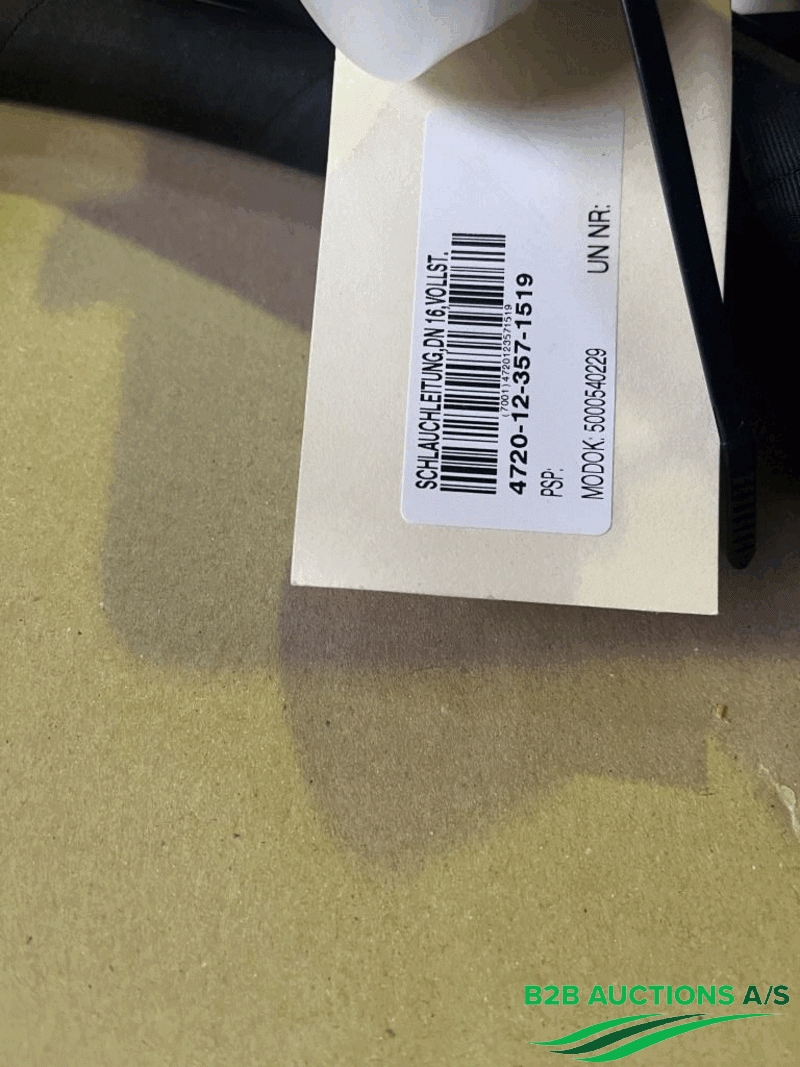 SCHLAUCHLEITUNG,DN 16,VOLLST.
(7001)4720123571519
4720-12-357-1519
PSP:
MODOK: 5000540229 UN NR:
B2B AUCTIONS A/S